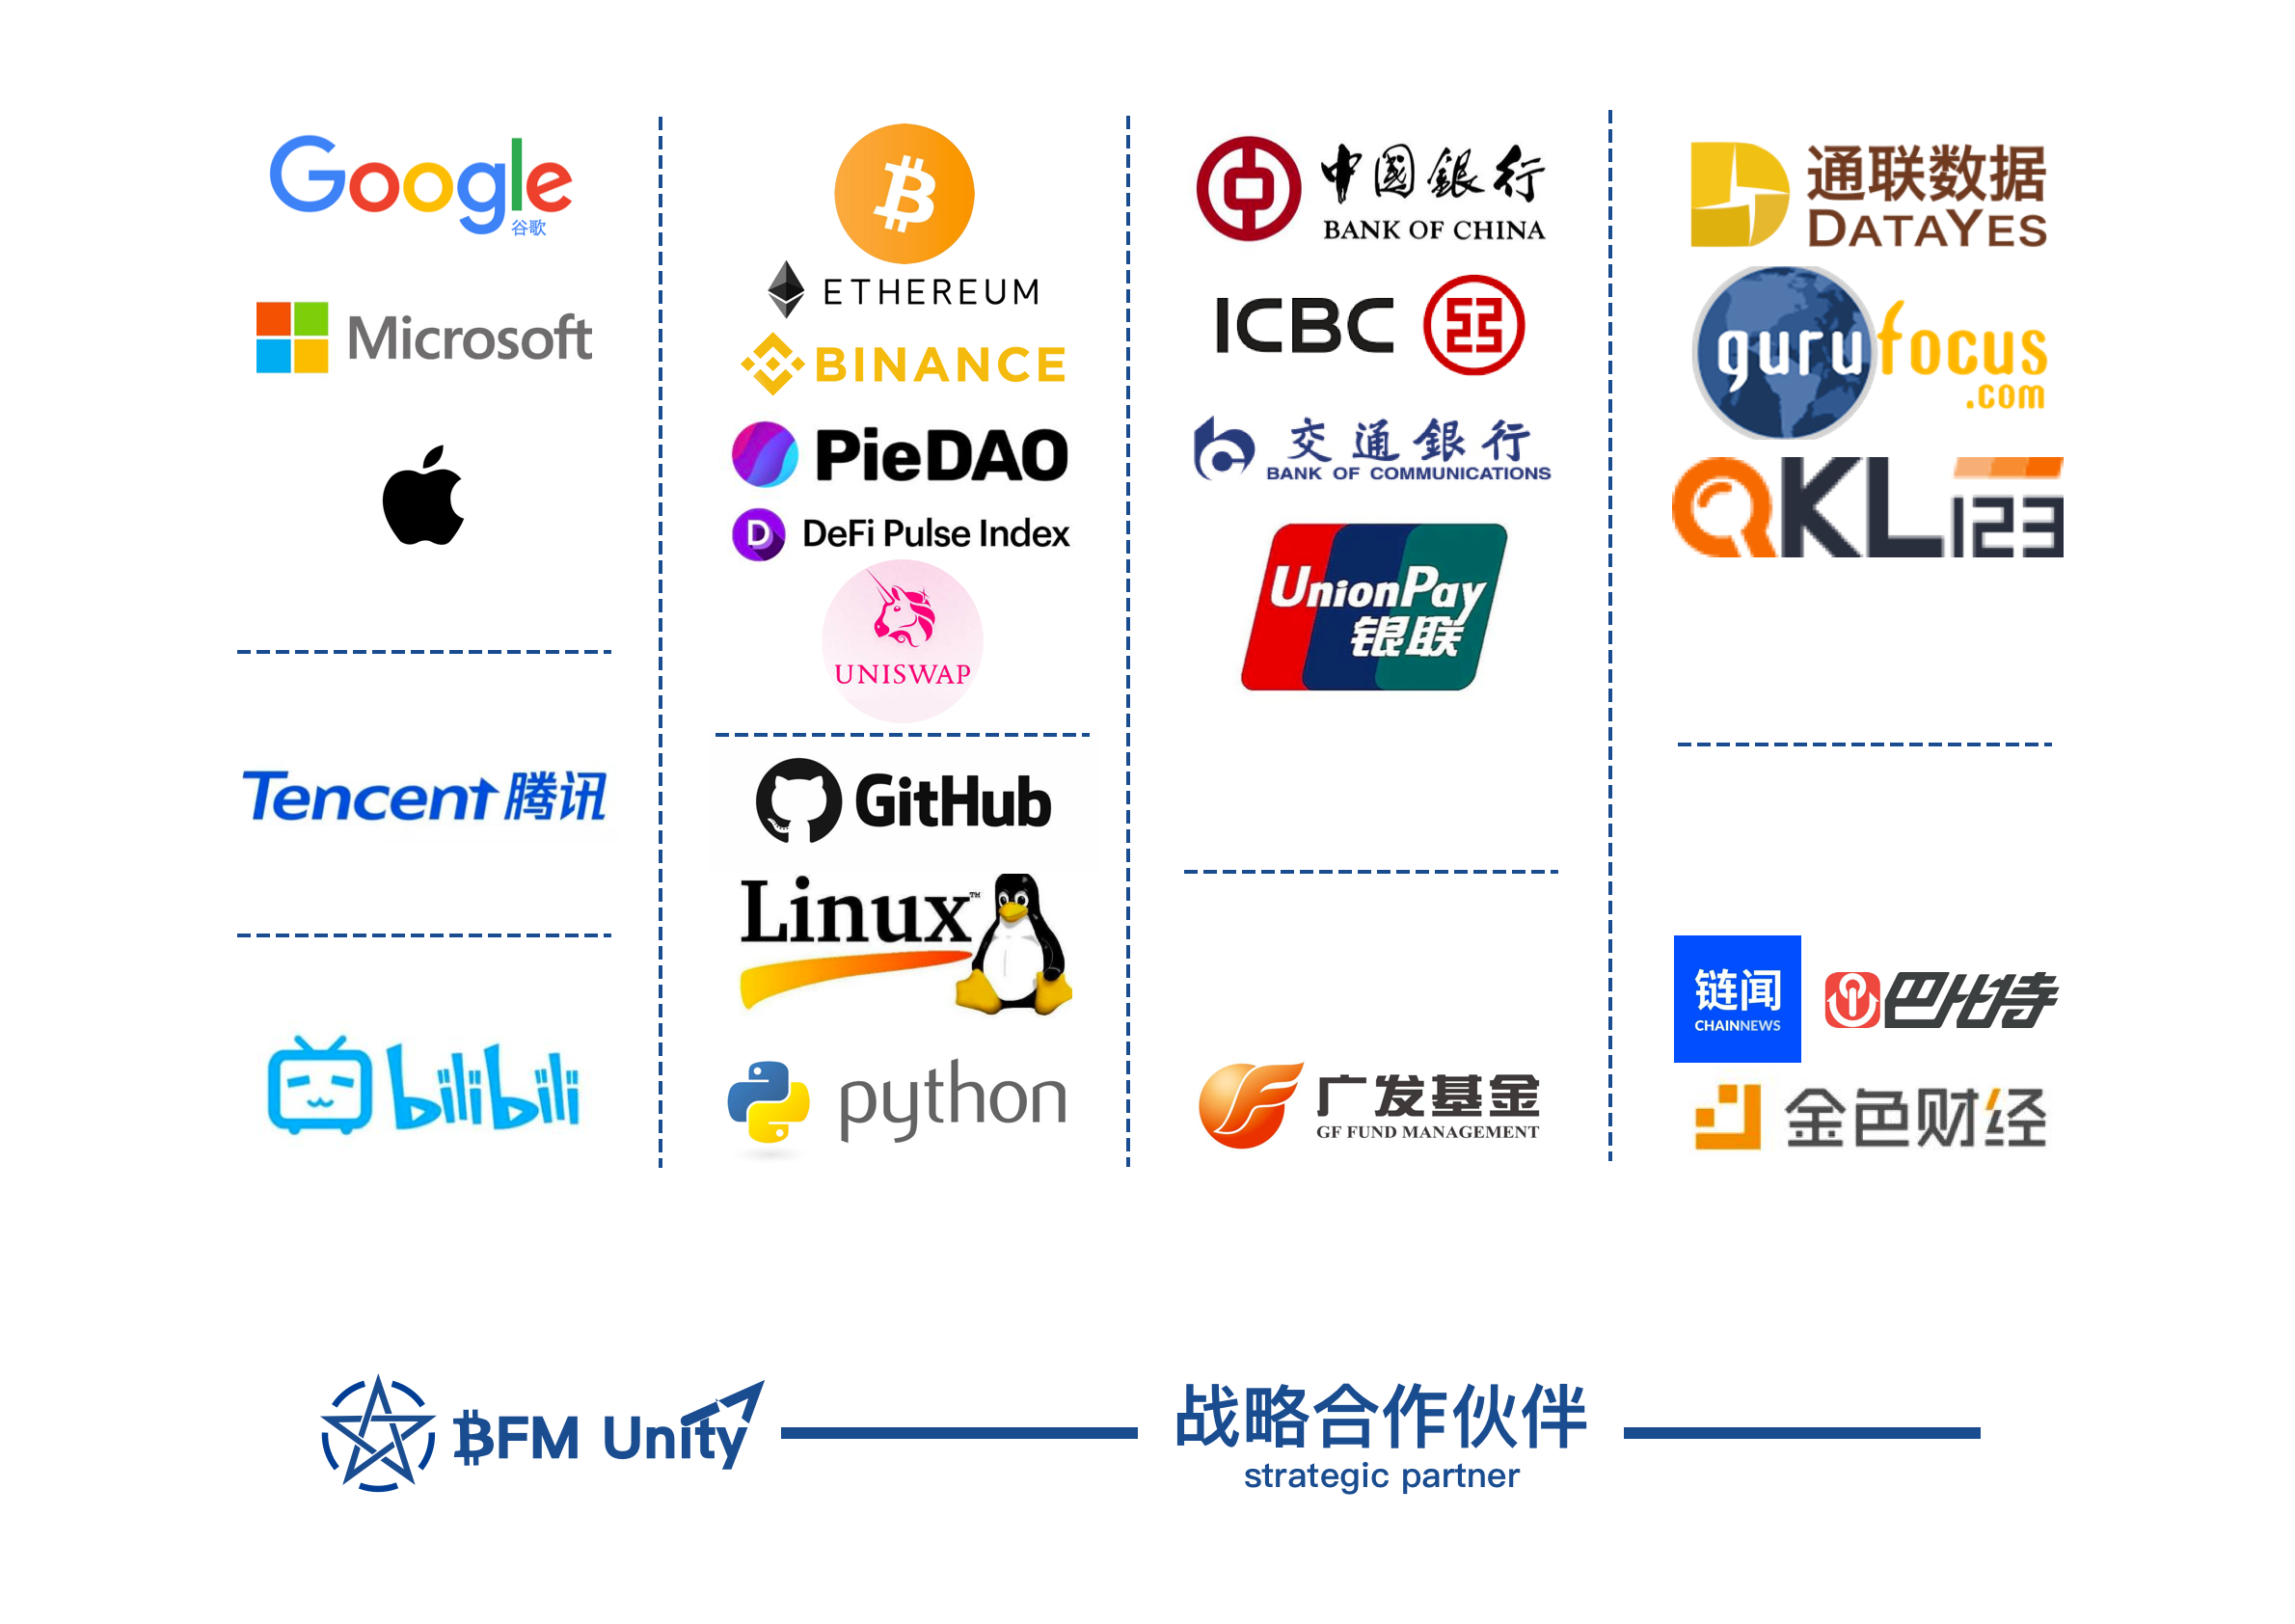 Google
谷歌
Microsoft
Tencent 腾讯
bilibili
ETHEREUM
BINANCE
PieDAO
D DeFi Pulse Index
UNISWAP
GitHub
Linux™
python
中國銀行
BANK OF CHINA
ICBC
交通銀行
BANK OF COMMUNICATIONS
UnionPay
银联
广发基金
GF FUND MANAGEMENT
通联数据
DATAYES
gurufocus
.com
QKL123
链闻
CHAINNEWS
巴比特
金色财经
BFM Unity
战略合作伙伴
strategic partner